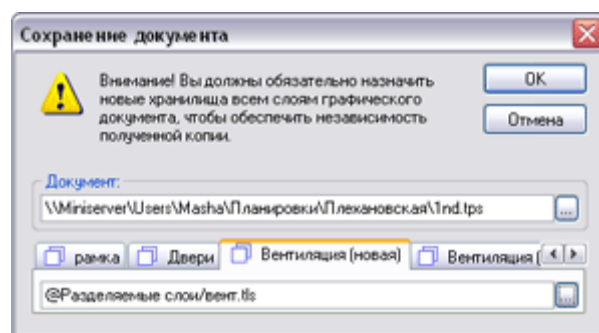 Сохранение документа
Внимание! Вы должны обязательно назначить
новые хранилища всем слоям графического
документа, чтобы обеспечить независимость
полученной копии.
OK
Отмена
Документ:
\\Miniserver\Users\Masha\Планировки\Плехановская\1nd.tps
...
рамка Двери Вентиляция (новая) Вентиляция (
@Разделяемые слои/вент.tls
...